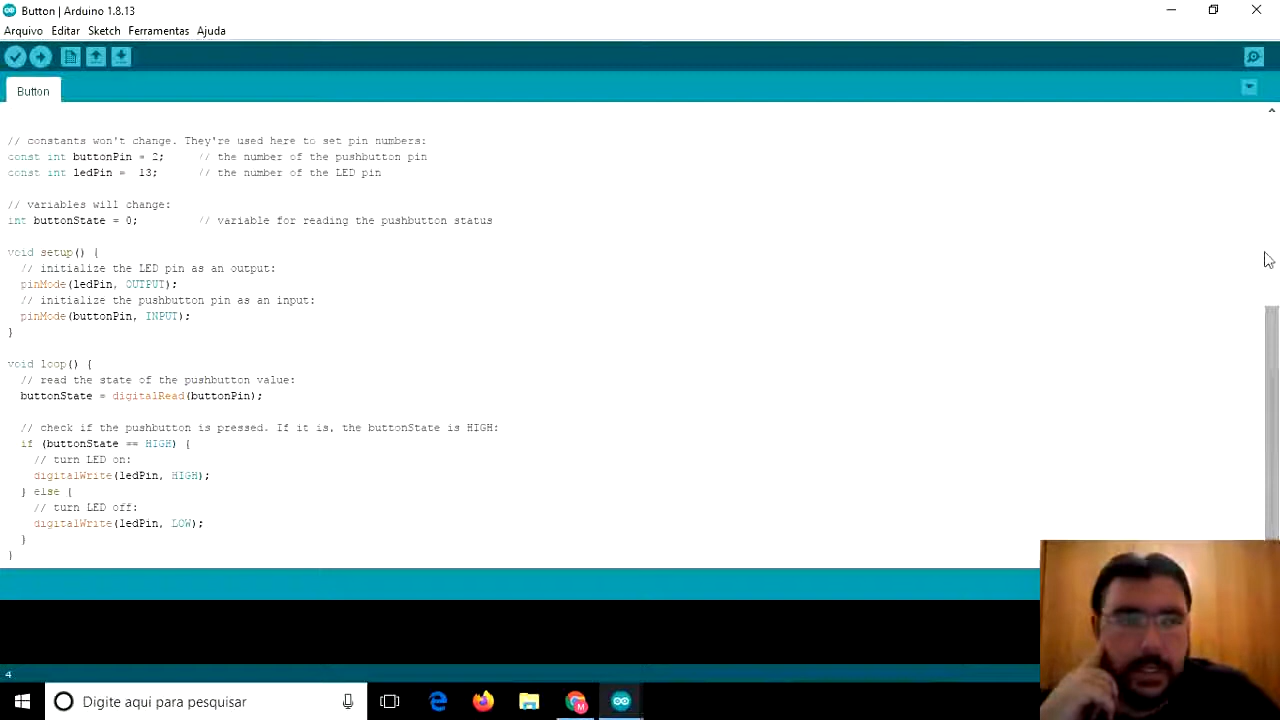 Button | Arduino 1.8.13
Arquivo Editar Sketch Ferramentas Ajuda
Button
// constants won't change. They're used here to set pin numbers:
const int buttonPin = 2;     // the number of the pushbutton pin
const int ledPin =  13;      // the number of the LED pin
// variables will change:
int buttonState = 0;         // variable for reading the pushbutton status
void setup() {
  // initialize the LED pin as an output:
  pinMode(ledPin, OUTPUT);
  // initialize the pushbutton pin as an input:
  pinMode(buttonPin, INPUT);
}
void loop() {
  // read the state of the pushbutton value:
  buttonState = digitalRead(buttonPin);
  // check if the pushbutton is pressed. If it is, the buttonState is HIGH:
  if (buttonState == HIGH) {
    // turn LED on:
    digitalWrite(ledPin, HIGH);
  } else {
    // turn LED off:
    digitalWrite(ledPin, LOW);
  }
}
4
Digite aqui para pesquisar
M